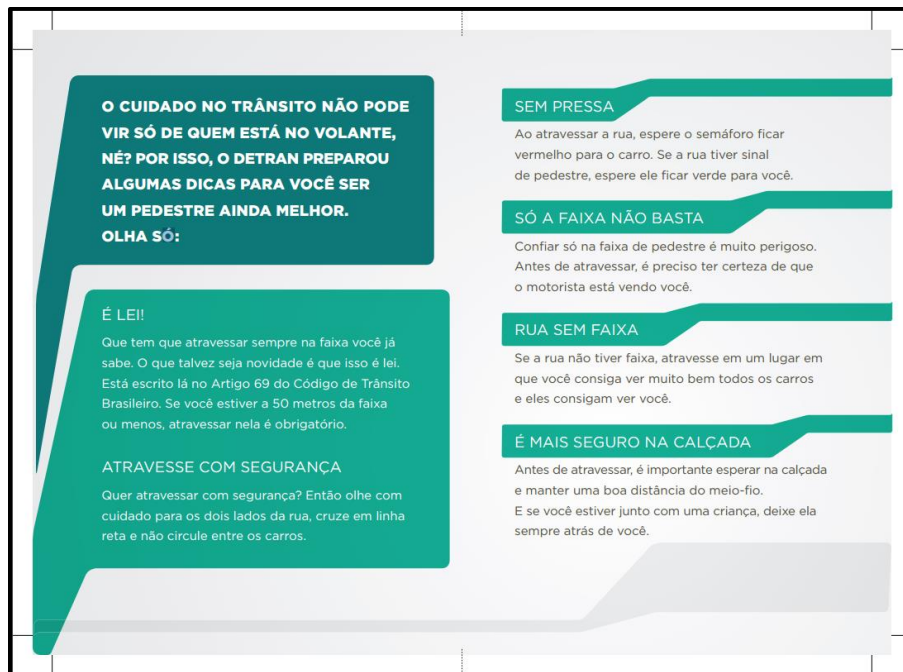 O CUIDADO NO TRÂNSITO NÃO PODE
VIR SÓ DE QUEM ESTÁ NO VOLANTE,
NÉ? POR ISSO, O DETRAN PREPAROU
ALGUMAS DICAS PARA VOCÊ SER
UM PEDESTRE AINDA MELHOR.
OLHA SÓ:
É LEI!
Que tem que atravessar sempre na faixa você já
sabe. O que talvez seja novidade é que isso é lei.
Está escrito lá no Artigo 69 do Código de Trânsito
Brasileiro. Se você estiver a 50 metros da faixa
ou menos, atravessar nela é obrigatório.
ATRAVESSE COM SEGURANÇA
Quer atravessar com segurança? Então olhe com
cuidado para os dois lados da rua, cruze em linha
reta e não circule entre os carros.
SEM PRESSA
Ao atravessar a rua, espere o semáforo ficar
vermelho para o carro. Se a rua tiver sinal
de pedestre, espere ele ficar verde para você.
SÓ A FAIXA NÃO BASTA
Confiar só na faixa de pedestre é muito perigoso.
Antes de atravessar, é preciso ter certeza de que
o motorista está vendo você.
RUA SEM FAIXA
Se a rua não tiver faixa, atravesse em um lugar em
que você consiga ver muito bem todos os carros
e eles consigam ver você.
É MAIS SEGURO NA CALÇADA
Antes de atravessar, é importante esperar na calçada
e manter uma boa distância do meio-fio.
E se você estiver junto com uma criança, deixe ela
sempre atrás de você.